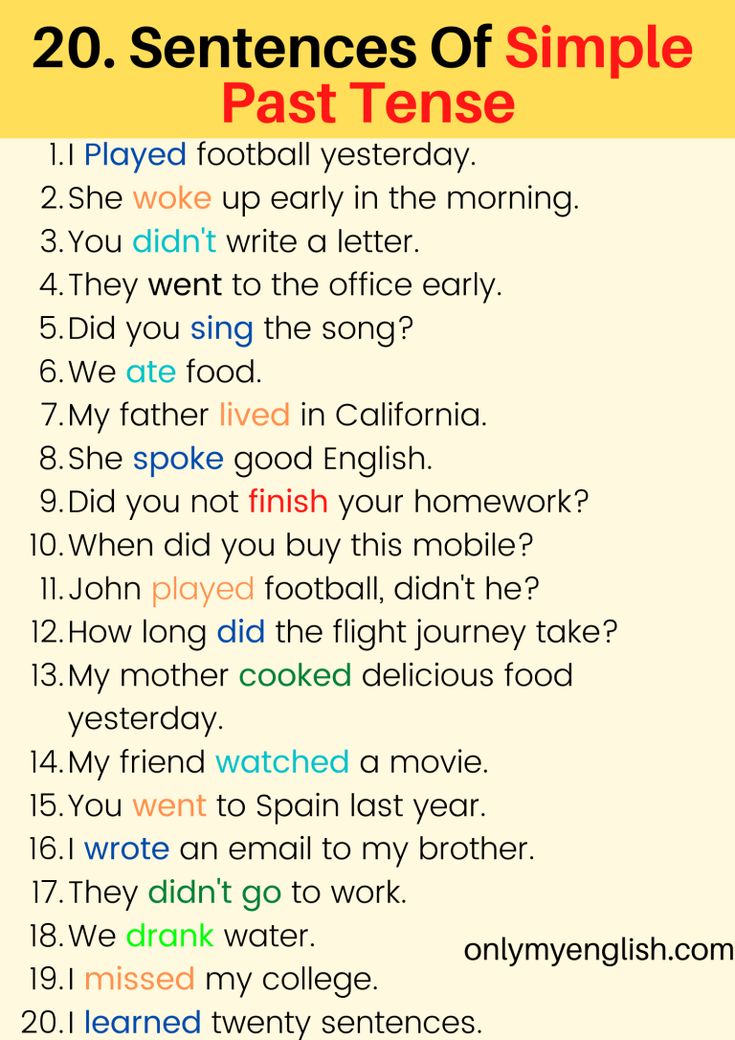 20. Sentences Of Simple
Past Tense
1. I Played football yesterday.
2. She woke up early in the morning.
3. You didn't write a letter.
4. They went to the office early.
5. Did you sing the song?
6. We ate food.
7. My father lived in California.
8. She spoke good English.
9. Did you not finish your homework?
10. When did you buy this mobile?
11. John played football, didn't he?
12. How long did the flight journey take?
13. My mother cooked delicious food
yesterday.
14. My friend watched a movie.
15. You went to Spain last year.
16. I wrote an email to my brother.
17. They didn't go to work.
18. We drank water.
onlymyenglish.com
19. I missed my college.
20. I learned twenty sentences.